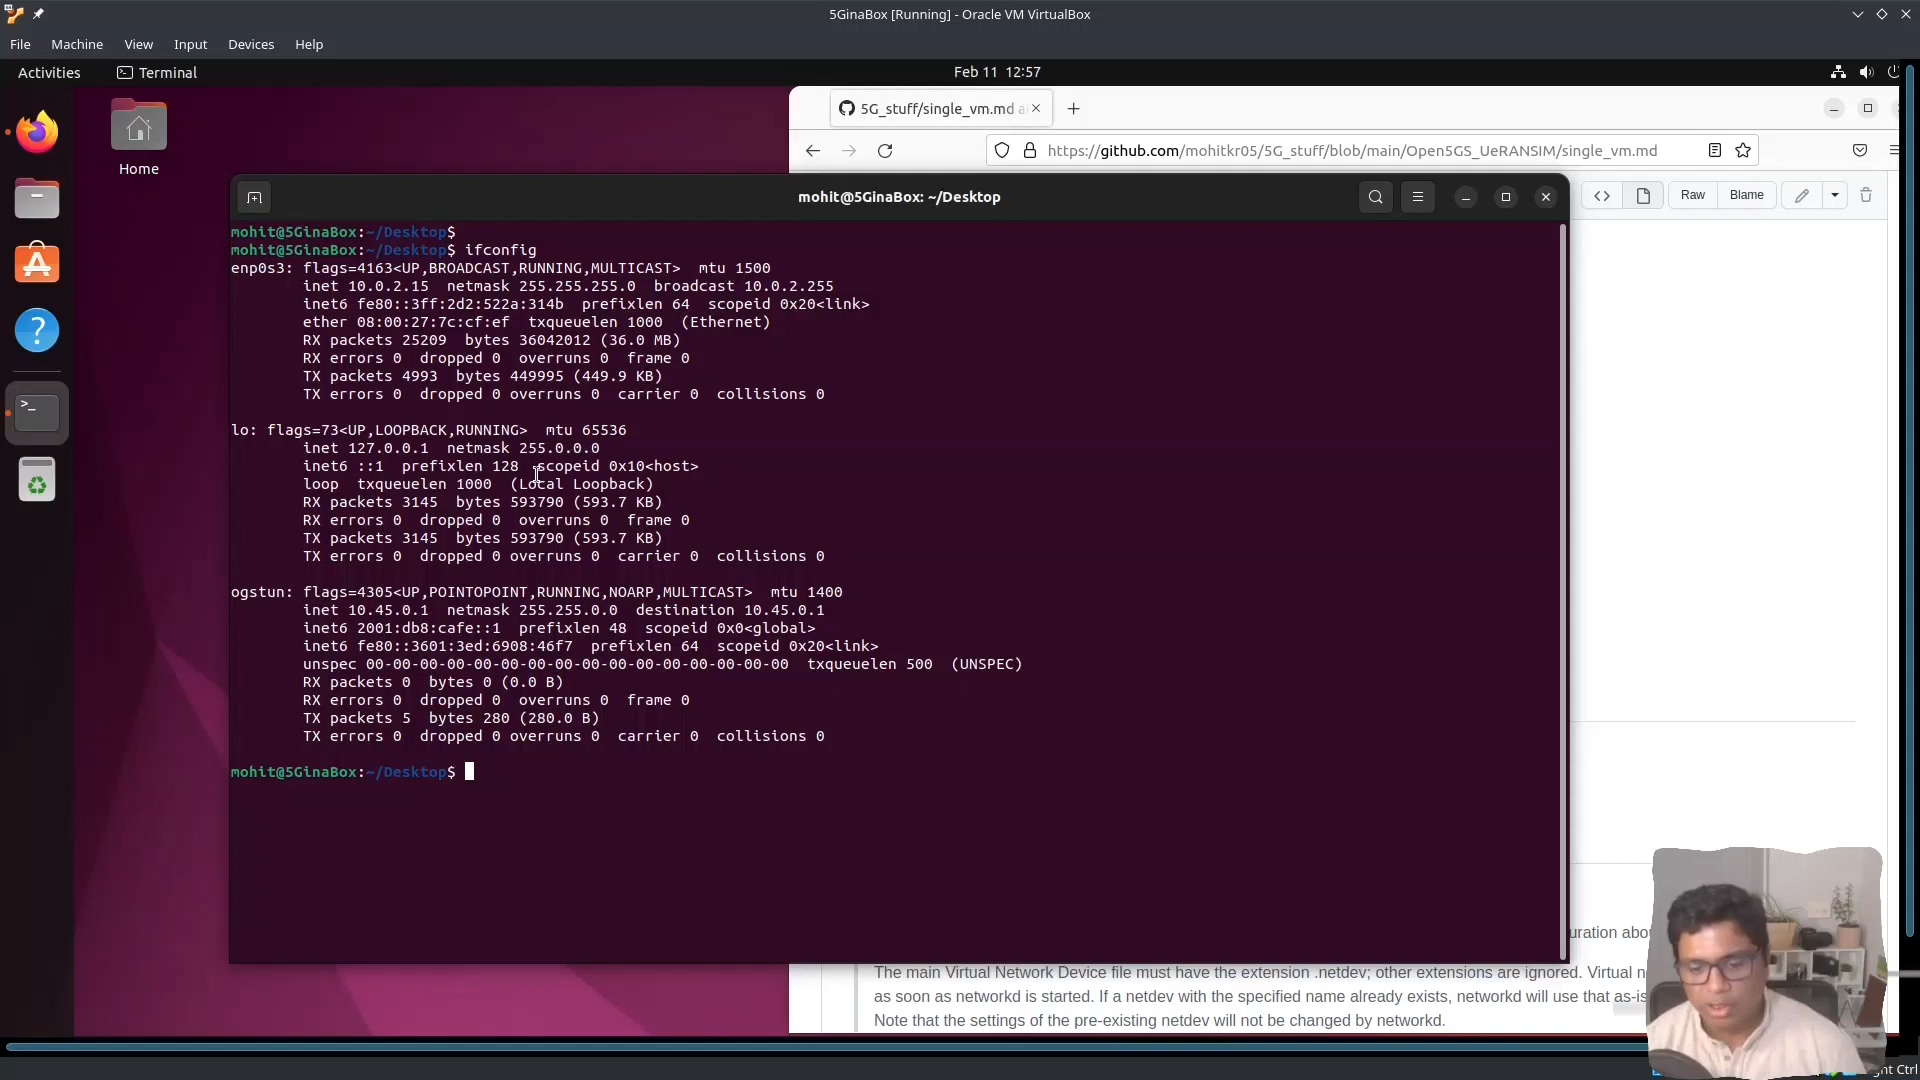 5GinaBox [Running] - Oracle VM VirtualBox
File Machine View Input Devices Help
Activities Terminal Feb 11 12:57
5G_stuff/single_vm.md
Home
https://github.com/mohitkr05/5G_stuff/blob/main/Open5GS_UeRANSIM/single_vm.md
mohit@5GinaBox: ~/Desktop
Raw Blame
mohit@5GinaBox:~/Desktop$
mohit@5GinaBox:~/Desktop$ ifconfig
enp0s3: flags=4163<UP,BROADCAST,RUNNING,MULTICAST>  mtu 1500
inet 10.0.2.15  netmask 255.255.255.0  broadcast 10.0.2.255
inet6 fe80::3ff:2d2:522a:314b  prefixlen 64  scopeid 0x20<link>
ether 08:00:27:7c:cf:ef  txqueuelen 1000  (Ethernet)
RX packets 25209  bytes 36042012 (36.0 MB)
RX errors 0  dropped 0  overruns 0  frame 0
TX packets 4993  bytes 449995 (449.9 KB)
TX errors 0  dropped 0 overruns 0  carrier 0  collisions 0
lo: flags=73<UP,LOOPBACK,RUNNING>  mtu 65536
inet 127.0.0.1  netmask 255.0.0.0
inet6 ::1  prefixlen 128  scopeid 0x10<host>
loop  txqueuelen 1000  (Local Loopback)
RX packets 3145  bytes 593790 (593.7 KB)
RX errors 0  dropped 0  overruns 0  frame 0
TX packets 3145  bytes 593790 (593.7 KB)
TX errors 0  dropped 0 overruns 0  carrier 0  collisions 0
ogstun: flags=4305<UP,POINTOPOINT,RUNNING,NOARP,MULTICAST>  mtu 1400
inet 10.45.0.1  netmask 255.255.0.0  destination 10.45.0.1
inet6 2001:db8:cafe::1  prefixlen 48  scopeid 0x0<global>
inet6 fe80::3601:3ed:6908:46f7  prefixlen 64  scopeid 0x20<link>
unspec 00-00-00-00-00-00-00-00-00-00-00-00-00-00-00-00  txqueuelen 500  (UNSPEC)
RX packets 0  bytes 0 (0.0 B)
RX errors 0  dropped 0  overruns 0  frame 0
TX packets 5  bytes 280 (280.0 B)
TX errors 0  dropped 0 overruns 0  carrier 0  collisions 0
mohit@5GinaBox:~/Desktop$
The main Virtual Network Device file must have the extension .netdev; other extensions are ignored. Virtual
as soon as networkd is started. If a netdev with the specified name already exists, networkd will use that as-is
Note that the settings of the pre-existing netdev will not be changed by networkd.
Ctrl